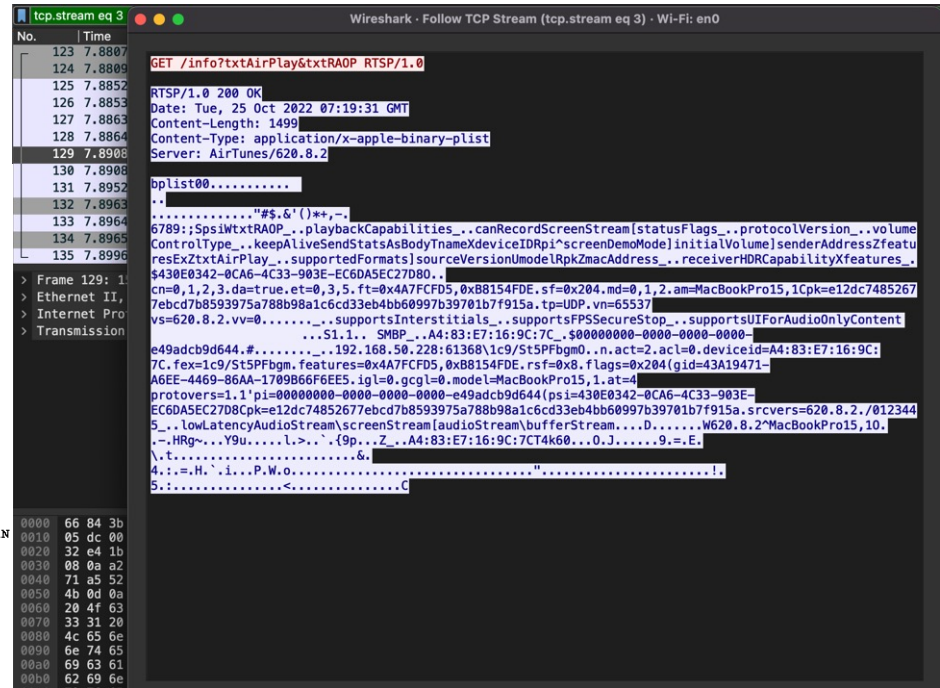 tcp.stream eq 3
Wireshark · Follow TCP Stream (tcp.stream eq 3) · Wi-Fi: en0
No. Time
123 7.8807
124 7.8809
125 7.8852
126 7.8853
127 7.8863
128 7.8864
129 7.8908
130 7.8908
131 7.8952
132 7.8963
133 7.8964
134 7.8965
135 7.8996
> Frame 129: 1
> Ethernet II,
> Internet Pro
> Transmission
GET /info?txtAirPlay&txtRAOP RTSP/1.0
RTSP/1.0 200 OK
Date: Tue, 25 Oct 2022 07:19:31 GMT
Content-Length: 1499
Content-Type: application/x-apple-binary-plist
Server: AirTunes/620.8.2
bplist00...........
..
..............."#$.&'()*+,-.
6789:;SpsiWtxtRAOP_..playbackCapabilities_..canRecordScreenStream[statusFlags_..protocolVersion_..volume
ControlType_..keepAliveSendStatsAsBodyTnameXdeviceIDRpi^screenDemoMode]initialVolume]senderAddressZfeatu
resExZtxtAirPlay_..supportedFormats]sourceVersionUmodelRpkZmacAddress_..receiverHDRCapabilityXfeatures_.
$430E0342-0CA6-4C33-903E-EC6DA5EC27D8O..
cn=0,1,2,3.da=true.et=0,3,5.ft=0x4A7FCFD5,0xB8154FDE.sf=0x204.md=0,1,2.am=MacBookPro15,1Cpk=e12dc7485267
7ebcd7b8593975a788b98a1c6cd33eb4bb60997b39701b7f915a.tp=UDP.vn=65537
vs=620.8.2.vv=0......._..supportsInterstitials_..supportsFPSSecureStop_..supportsUIForAudioOnlyContent
...S1.1.. SMBP_..A4:83:E7:16:9C:7C_.$00000000-0000-0000-0000-
e49adcb9d644.#........_..192.168.50.228:61368\1c9/St5PFbgmO..n.act=2.acl=0.deviceid=A4:83:E7:16:9C:
7C.fex=1c9/St5PFbgm.features=0x4A7FCFD5,0xB8154FDE.rsf=0x8.flags=0x204(gid=43A19471-
A6EE-4469-86AA-1709B66F6EE5.igl=0.gcgl=0.model=MacBookPro15,1.at=4
protovers=1.1'pi=00000000-0000-0000-0000-e49adcb9d644(psi=430E0342-0CA6-4C33-903E-
EC6DA5EC27D8Cpk=e12dc74852677ebcd7b8593975a788b98a1c6cd33eb4bb60997b39701b7f915a.srcvers=620.8.2./012344
5_..lowLatencyAudioStream\screenStream[audioStream\bufferStream....D.......W620.8.2^MacBookPro15,1O.
.-.HRg~...Y9u.....l.>..`.{9p...Z_..A4:83:E7:16:9C:7CT4k60...O.J......9.=.E.
\.t.........................&.
4.:.=.H.`.i...P.W.o................................."......................!.
5.:...............<...............C
N
0000 66 84 3b
0010 05 dc 00
0020 32 e4 1b
0030 08 0a a2
0040 71 a5 52
0050 4b 0d 0a
0060 20 4f 63
0070 33 31 20
0080 4c 65 6e
0090 6e 74 65
00a0 69 63 61
00b0 62 69 6e